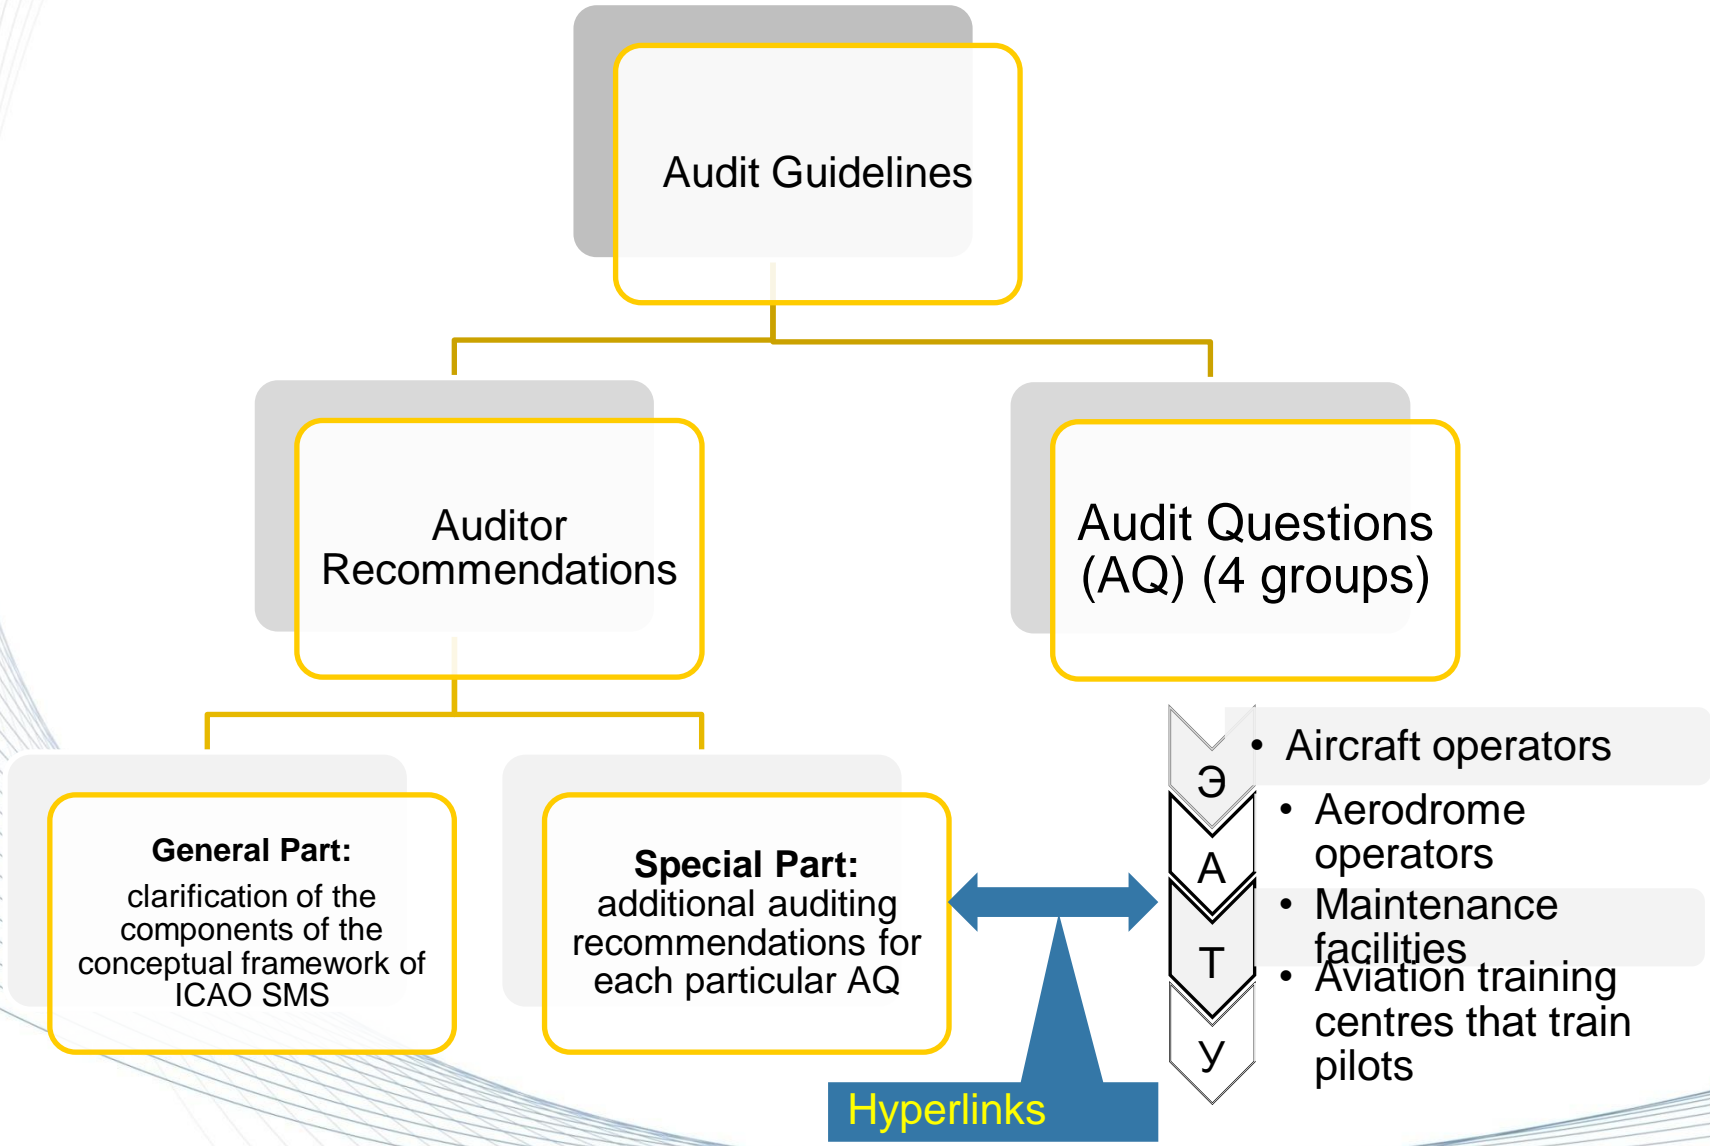 Audit Guidelines
Auditor
Recommendations
Audit Questions
(AQ) (4 groups)
General Part:
clarification of the
components of the
conceptual framework of
ICAO SMS
Special Part:
additional auditing
recommendations for
each particular AQ
Hyperlinks
Э
• Aircraft operators
А
• Aerodrome
operators
Т
• Maintenance
facilities
У
• Aviation training
centres that train
pilots